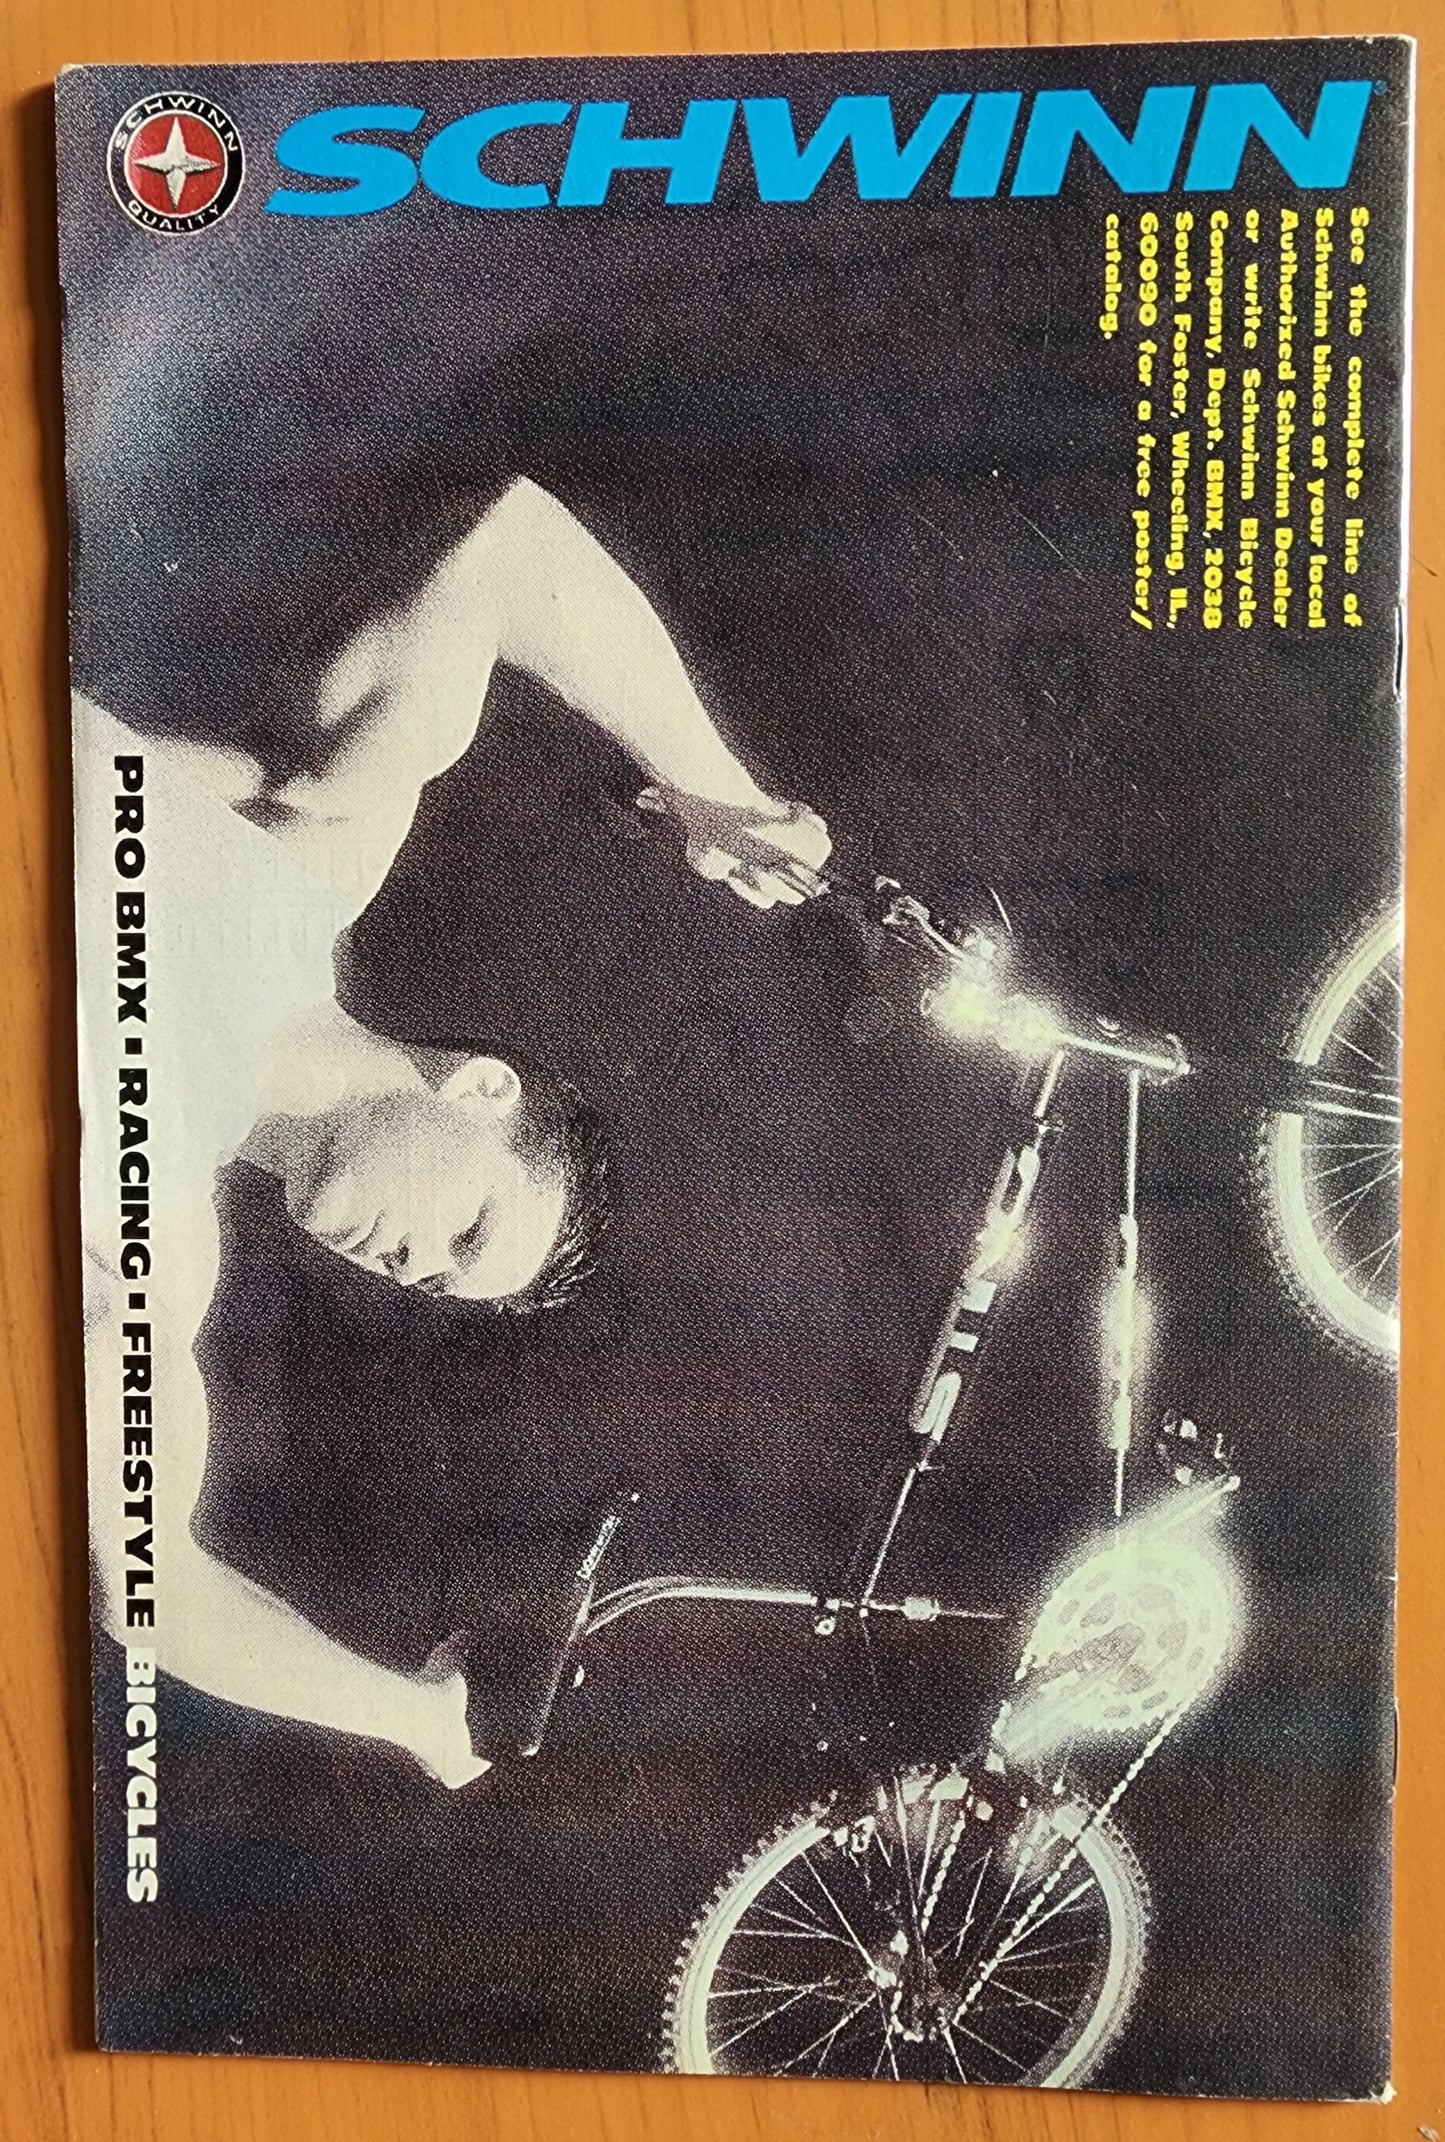 SCHWINN
QUALITY
SCHWINN®
See the complete line of
Schwinn bikes at your local
Authorized Schwinn Dealer
or write Schwinn Bicycle
Company, Dept. BMX, 2038
South Foster, Wheeling, IL,
60090 for a free poster/
catalog.
PRO BMX ▪ RACING ▪ FREESTYLE BICYCLES